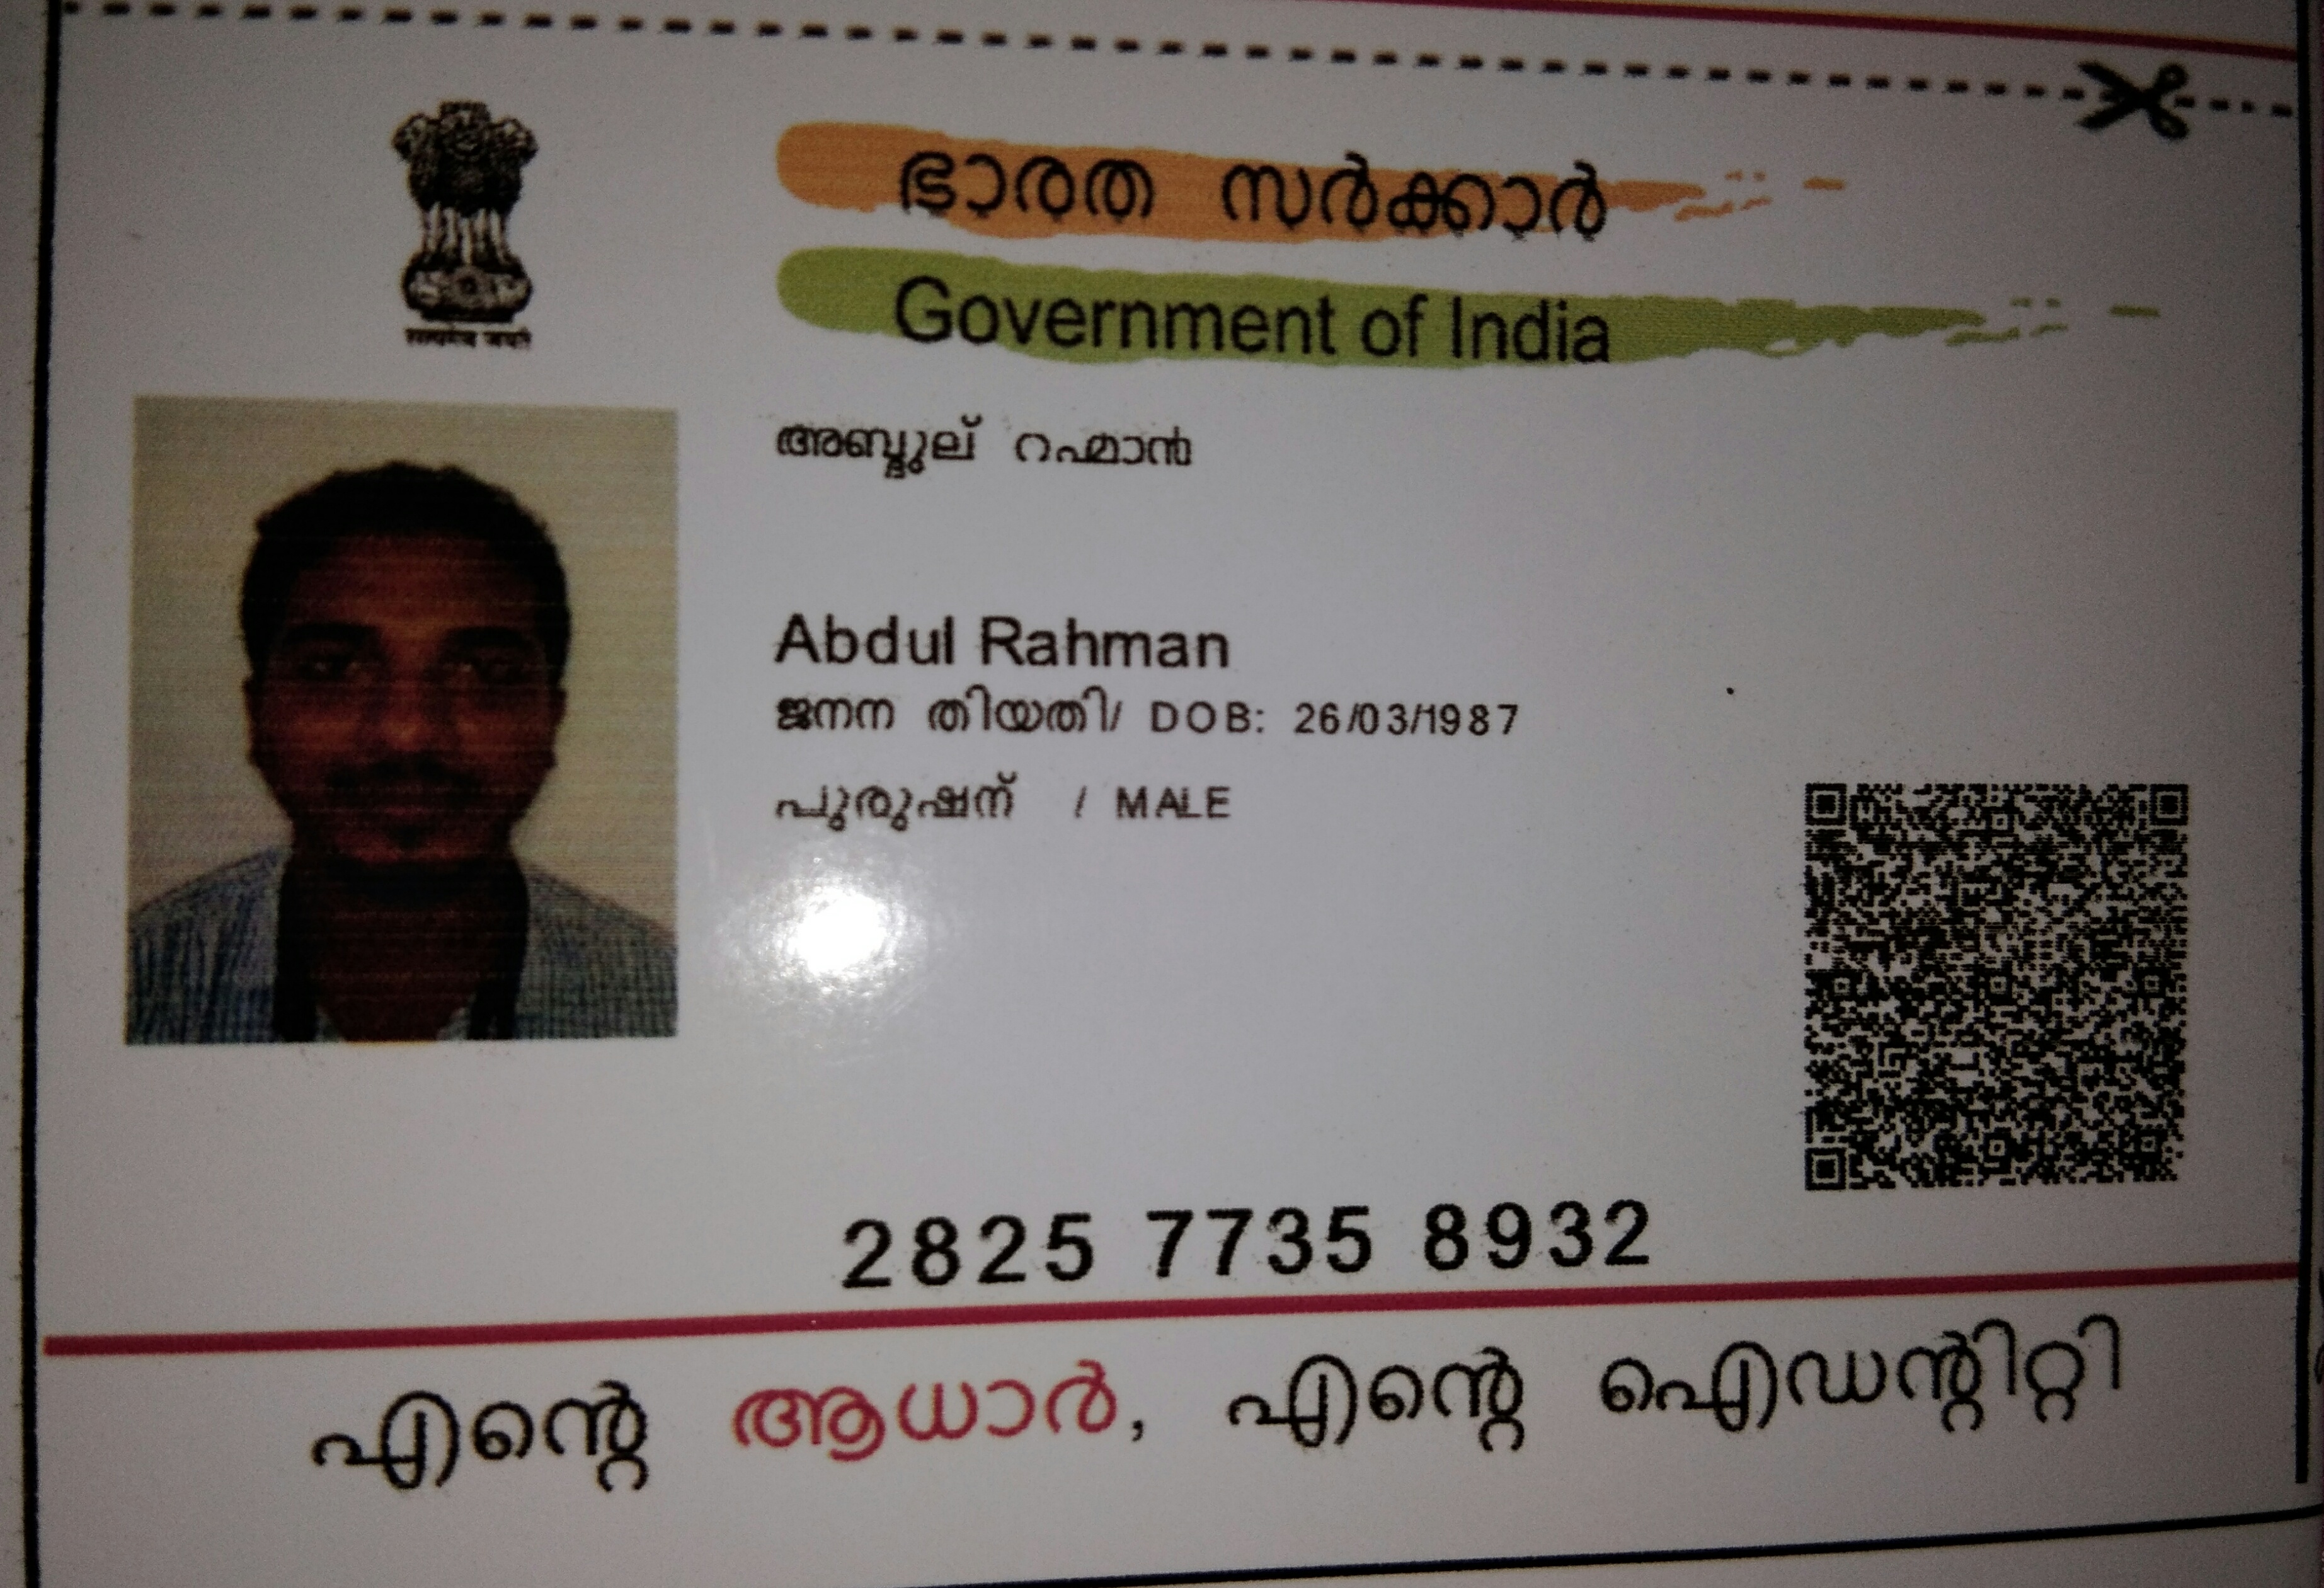 सत्यमेव जयते
ഭാരത സർക്കാർ
Government of India
അബ്ദുല് റഹ്മാൻ
Abdul Rahman
ജനന തിയതി/ DOB: 26/03/1987
പുരുഷന് / MALE
2825 7735 8932
എന്റെ ആധാർ, എന്റെ ഐഡന്റിറ്റി